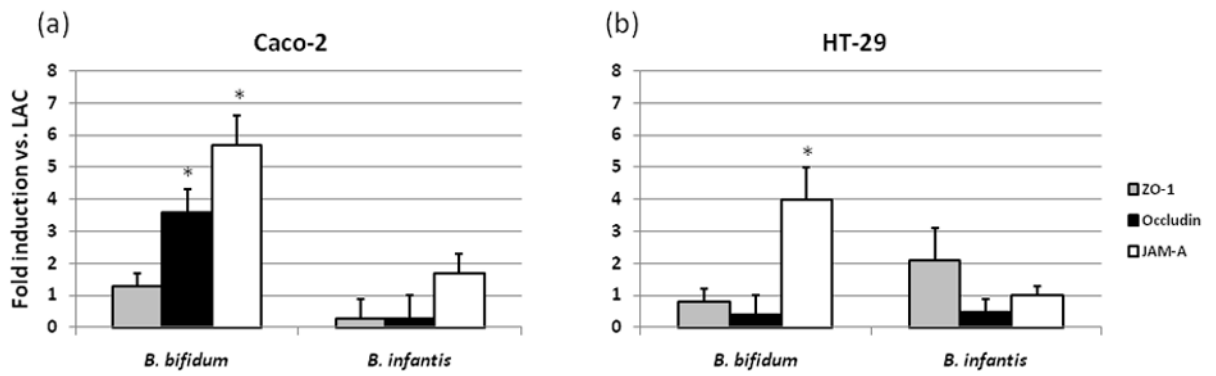 (a)
Caco-2
Fold induction vs. LAC
8
7
6
5
4
3
2
1
0
*
*
B. bifidum
B. infantis
(b)
HT-29
8
7
6
5
4
3
2
1
0
*
B. bifidum
B. infantis
ZO-1
Occludin
JAM-A